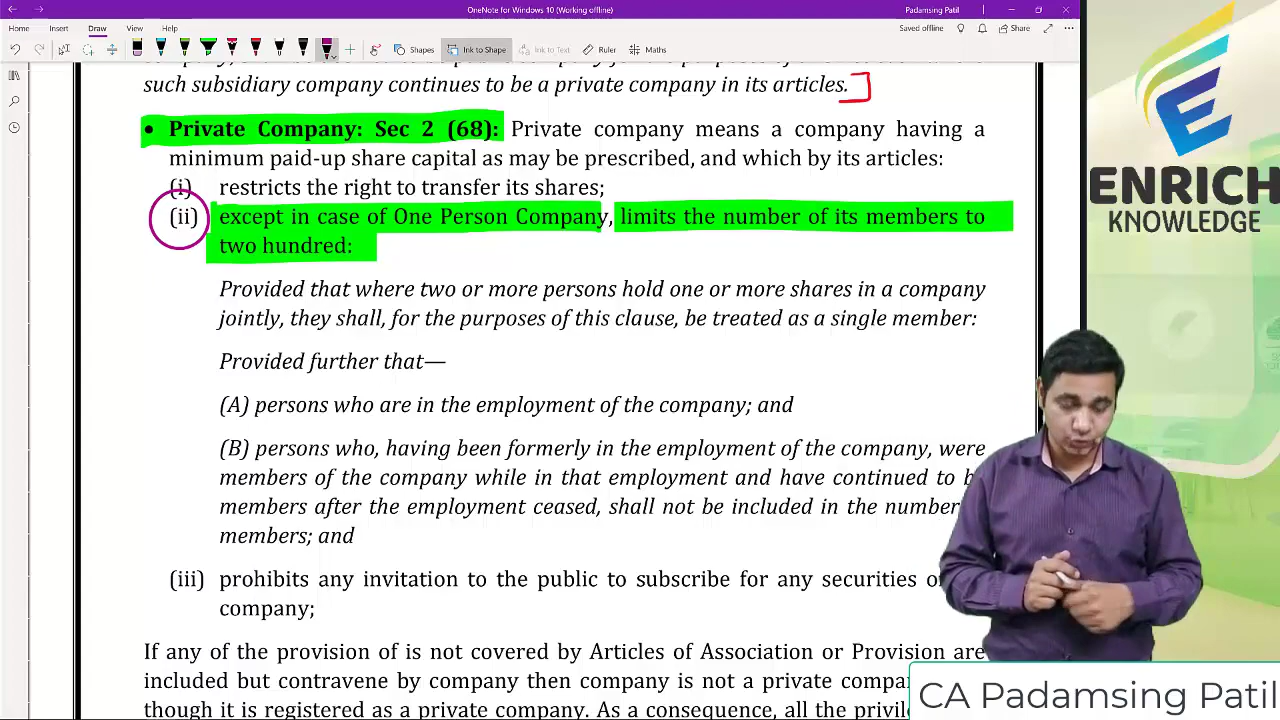 OneNote for Windows 10 (Working offline)
Padamsing Patil
Home Insert Draw View Help
Saved offline Share
Shapes Ink to Shape Ink to Text Ruler Maths
such subsidiary company continues to be a private company in its articles.
• Private Company: Sec 2 (68): Private company means a company having a
minimum paid-up share capital as may be prescribed, and which by its articles:
(i) restricts the right to transfer its shares;
(ii) except in case of One Person Company, limits the number of its members to
two hundred:
Provided that where two or more persons hold one or more shares in a company
jointly, they shall, for the purposes of this clause, be treated as a single member:
Provided further that—
(A) persons who are in the employment of the company; and
(B) persons who, having been formerly in the employment of the company, were
members of the company while in that employment and have continued to
members after the employment ceased, shall not be included in the number
members; and
(iii) prohibits any invitation to the public to subscribe for any securities
company;
If any of the provision of is not covered by Articles of Association or Provision are
included but contravene by company then company is not a private
though it is registered as a private company. As a consequence, all the
ENRICH
KNOWLEDGE
CA Padamsing Patil